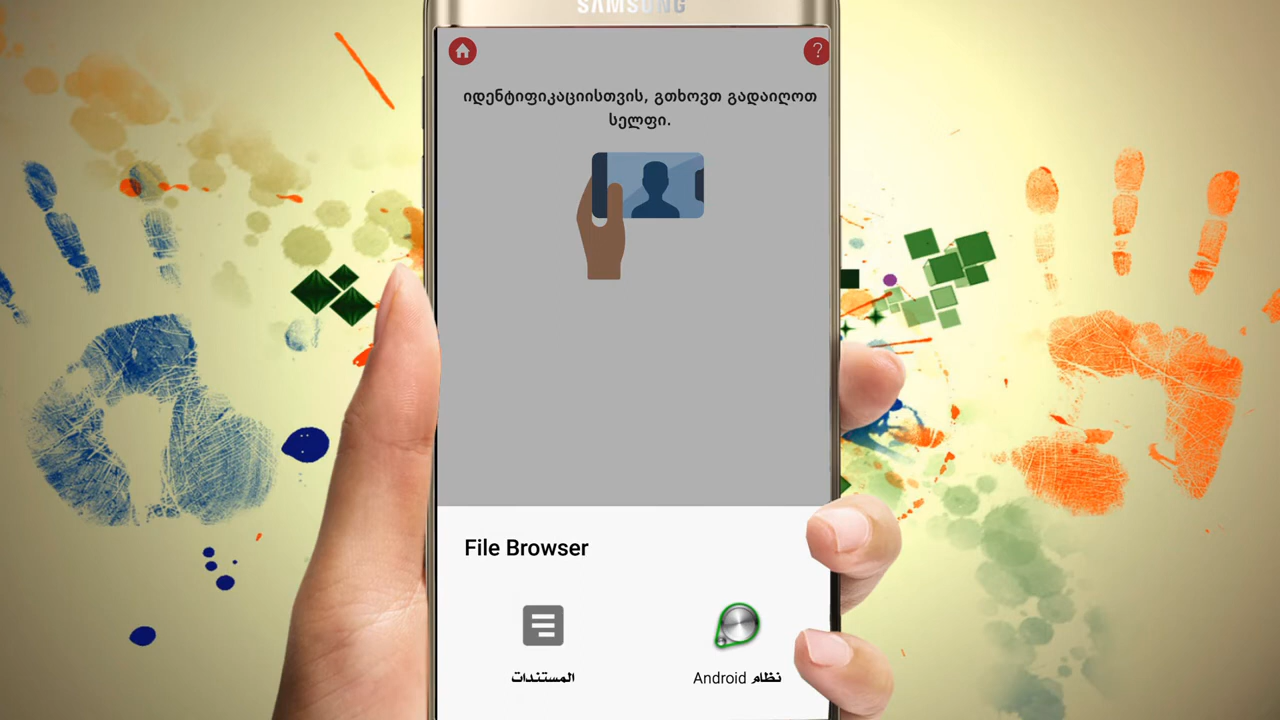 SAMSUNG
?
იდენტიფიკაციისთვის, გთხოვთ გადაიღოთ
სელფი.
File Browser
المستندات
نظام Android